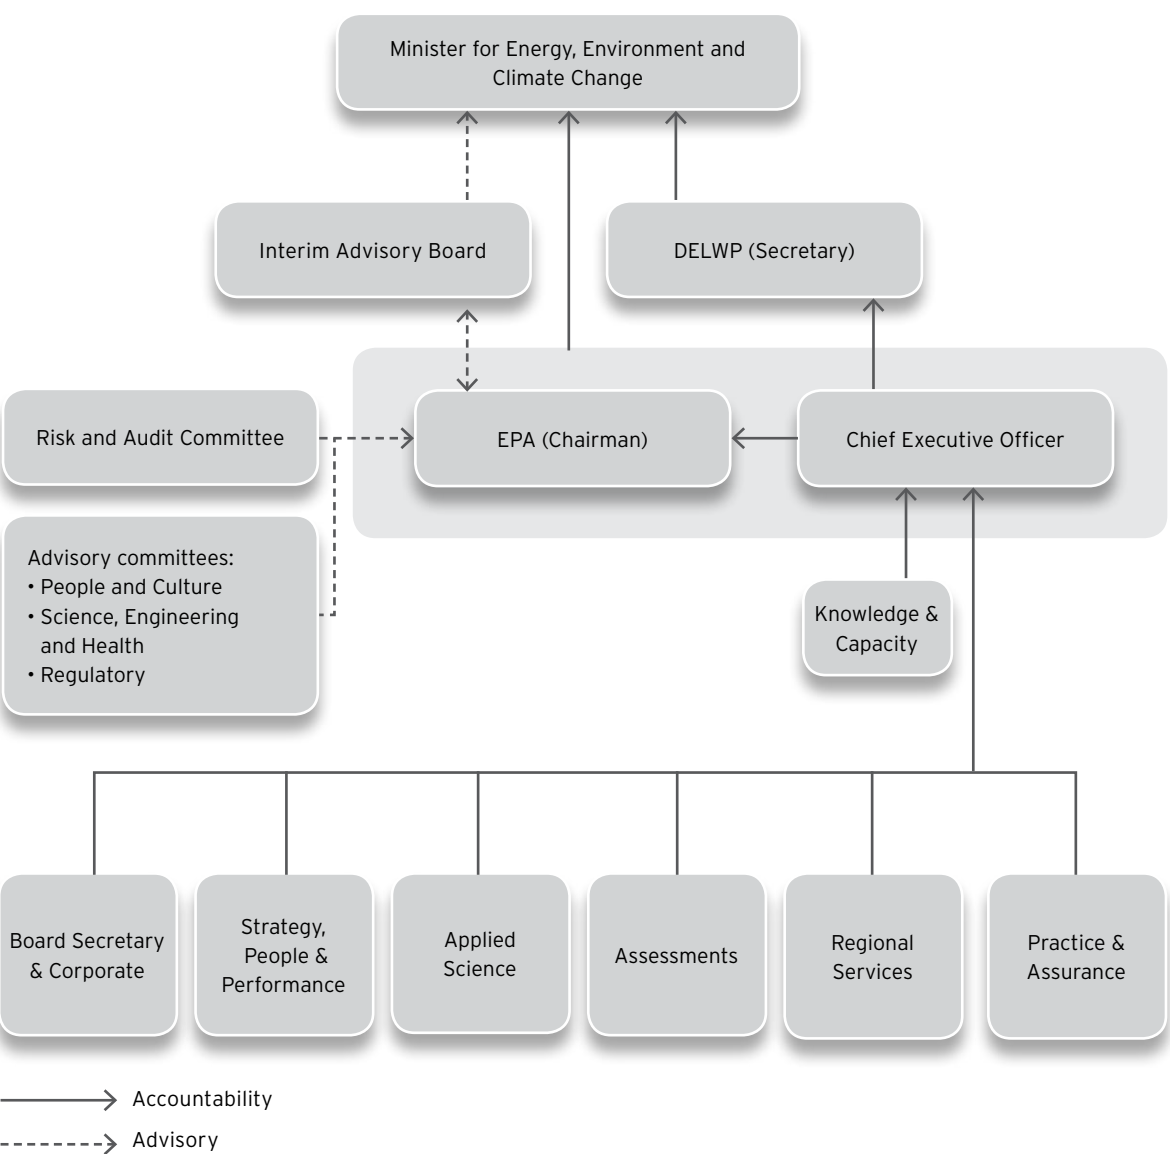 Minister for Energy, Environment and
Climate Change
Interim Advisory Board
DELWP (Secretary)
Risk and Audit Committee
EPA (Chairman)
Chief Executive Officer
Advisory committees:
• People and Culture
• Science, Engineering
and Health
• Regulatory
Knowledge &
Capacity
Board Secretary
& Corporate
Strategy,
People &
Performance
Applied
Science
Assessments
Regional
Services
Practice &
Assurance
Accountability
Advisory